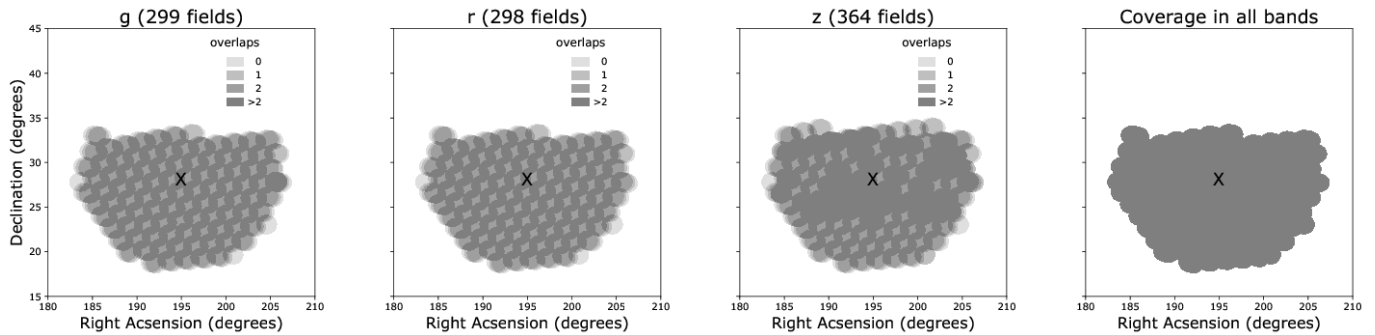 g (299 fields)
r (298 fields)
z (364 fields)
Coverage in all bands
Declination (degrees)
45
40
35
30
25
20
15
overlaps
0
1
2
>2
X
180 185 190 195 200 205 210
Right Acsension (degrees)
overlaps
0
1
2
>2
X
180 185 190 195 200 205 210
Right Acsension (degrees)
overlaps
0
1
2
>2
X
180 185 190 195 200 205 210
Right Acsension (degrees)
X
180 185 190 195 200 205 210
Right Acsension (degrees)